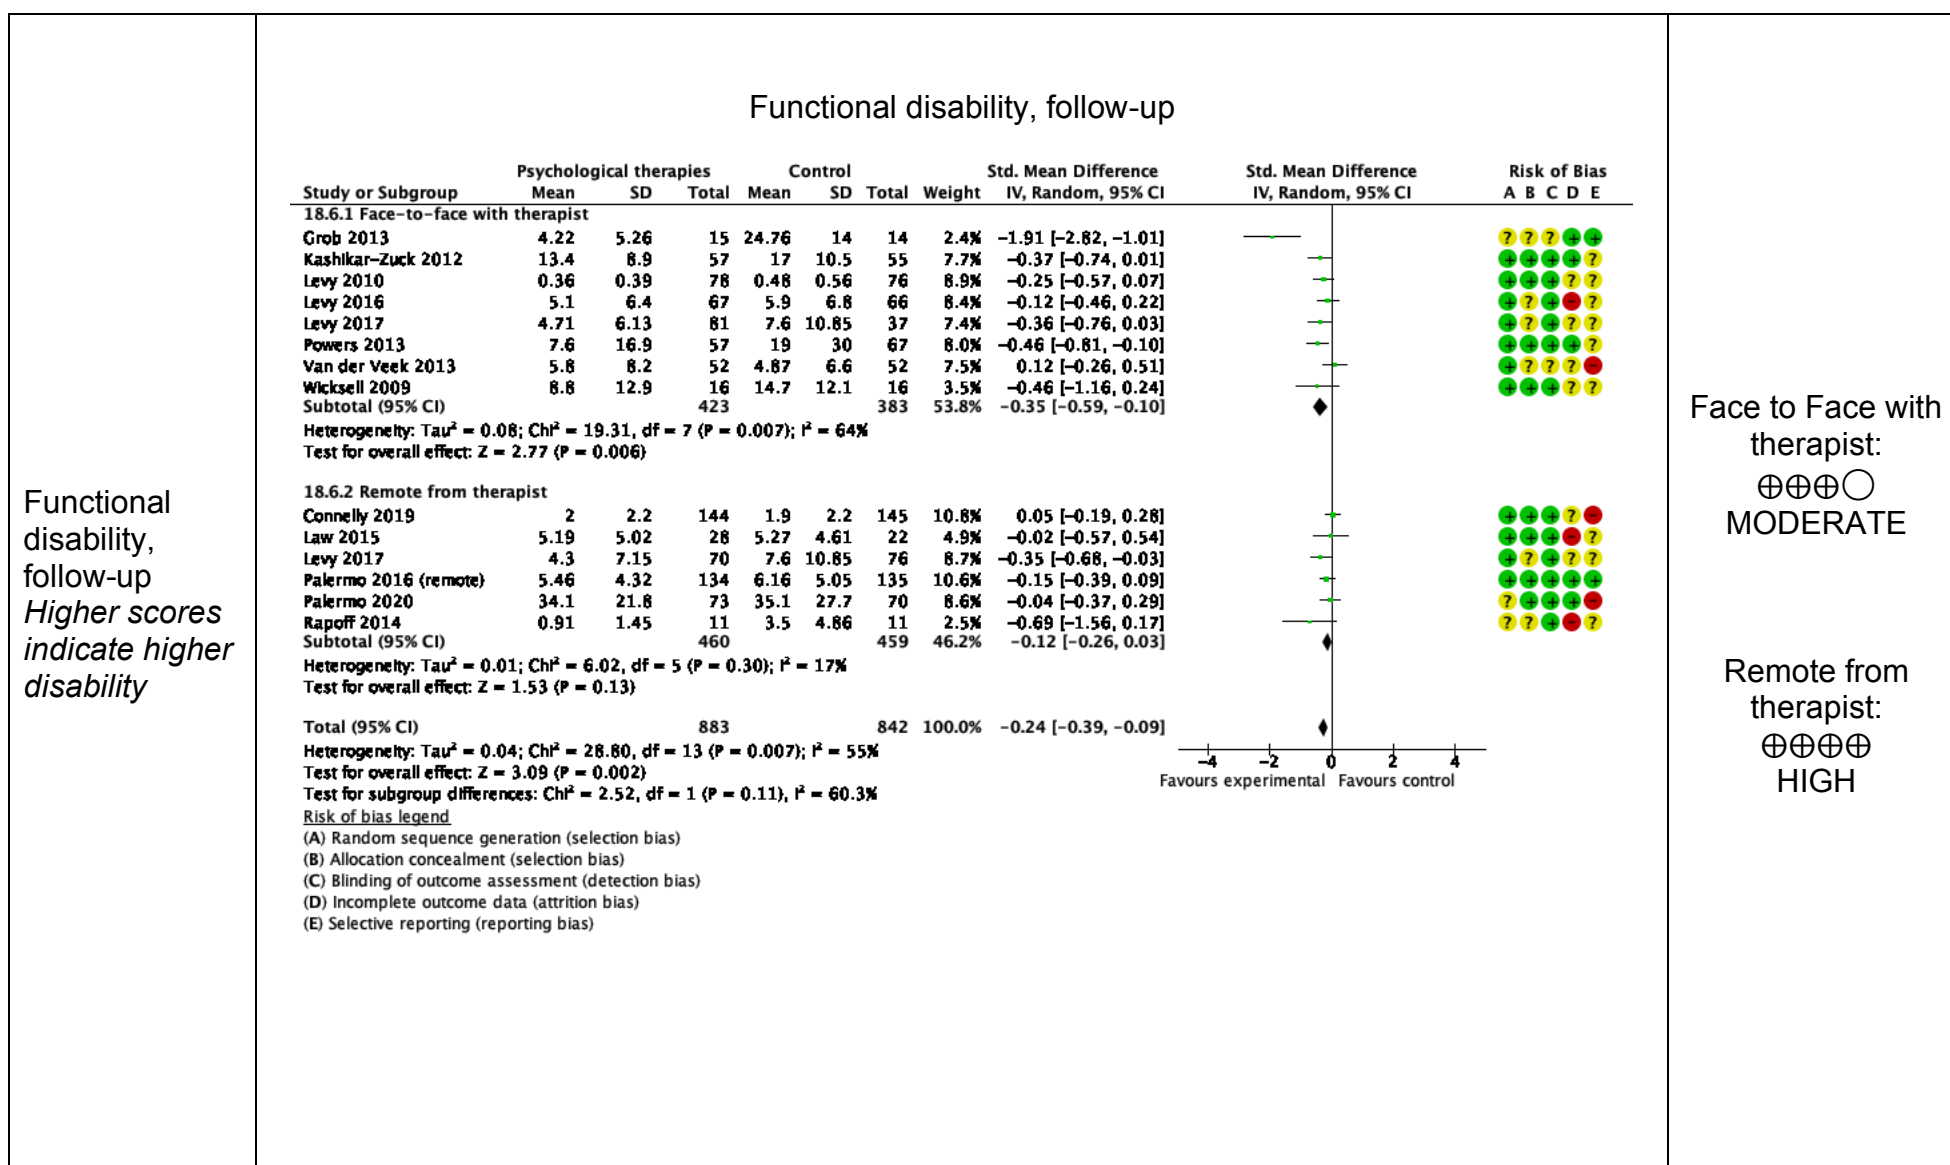 Functional
disability,
follow-up
Higher scores
indicate higher
disability
Functional disability, follow-up
Psychological therapies Control Std. Mean Difference Std. Mean Difference Risk of Bias
Study or Subgroup Mean SD Total Mean SD Total Weight IV, Random, 95% CI IV, Random, 95% CI A B C D E
18.6.1 Face-to-face with therapist
Grob 2013 4.22 5.26 15 24.76 14 14 2.4% -1.91 [-2.82, -1.01] ? ? ? + +
Kashikar-Zuck 2012 13.4 8.9 57 17 10.5 55 7.7% -0.37 [-0.74, 0.01] + + + + ?
Levy 2010 0.36 0.39 78 0.48 0.56 76 8.9% -0.25 [-0.57, 0.07] + + + ? ?
Levy 2016 5.1 6.4 67 5.9 6.8 66 8.4% -0.12 [-0.46, 0.22] + ? + - ?
Levy 2017 4.71 6.13 81 7.6 10.85 37 7.4% -0.36 [-0.76, 0.03] + ? + ? ?
Powers 2013 7.6 16.9 57 19 30 67 8.0% -0.46 [-0.81, -0.10] + + + + ?
Van der Veek 2013 5.8 8.2 52 4.87 6.6 52 7.5% 0.12 [-0.26, 0.51] + ? ? ? -
Wicksell 2009 8.8 12.9 16 14.7 12.1 16 3.5% -0.46 [-1.16, 0.24] + + + ? ?
Subtotal (95% CI) 423 383 53.8% -0.35 [-0.59, -0.10]
Heterogeneity: Tau² = 0.08; Chi² = 19.31, df = 7 (P = 0.007); I² = 64%
Test for overall effect: Z = 2.77 (P = 0.006)
18.6.2 Remote from therapist
Connelly 2019 2 2.2 144 1.9 2.2 145 10.8% 0.05 [-0.19, 0.28] + + + ? -
Law 2015 5.19 5.02 28 5.27 4.61 22 4.9% -0.02 [-0.57, 0.54] + + + - ?
Levy 2017 4.3 7.15 70 7.6 10.85 76 8.7% -0.35 [-0.68, -0.03] + ? + ? ?
Palermo 2016 (remote) 5.46 4.32 134 6.16 5.05 135 10.6% -0.15 [-0.39, 0.09] + + + + +
Palermo 2020 34.1 21.8 73 35.1 27.7 70 8.6% -0.04 [-0.37, 0.29] ? + + + -
Rapoff 2014 0.91 1.45 11 3.5 4.86 11 2.5% -0.69 [-1.56, 0.17] ? ? + - ?
Subtotal (95% CI) 460 459 46.2% -0.12 [-0.26, 0.03]
Heterogeneity: Tau² = 0.01; Chi² = 6.02, df = 5 (P = 0.30); I² = 17%
Test for overall effect: Z = 1.53 (P = 0.13)
Total (95% CI) 883 842 100.0% -0.24 [-0.39, -0.09]
Heterogeneity: Tau² = 0.04; Chi² = 28.80, df = 13 (P = 0.007); I² = 55%
Test for overall effect: Z = 3.09 (P = 0.002)
Test for subgroup differences: Chi² = 2.52, df = 1 (P = 0.11), I² = 60.3%
-4 -2 0 2 4
Favours experimental Favours control
Risk of bias legend
(A) Random sequence generation (selection bias)
(B) Allocation concealment (selection bias)
(C) Blinding of outcome assessment (detection bias)
(D) Incomplete outcome data (attrition bias)
(E) Selective reporting (reporting bias)
Face to Face with
therapist:
⊕⊕⊕◯
MODERATE
Remote from
therapist:
⊕⊕⊕⊕
HIGH